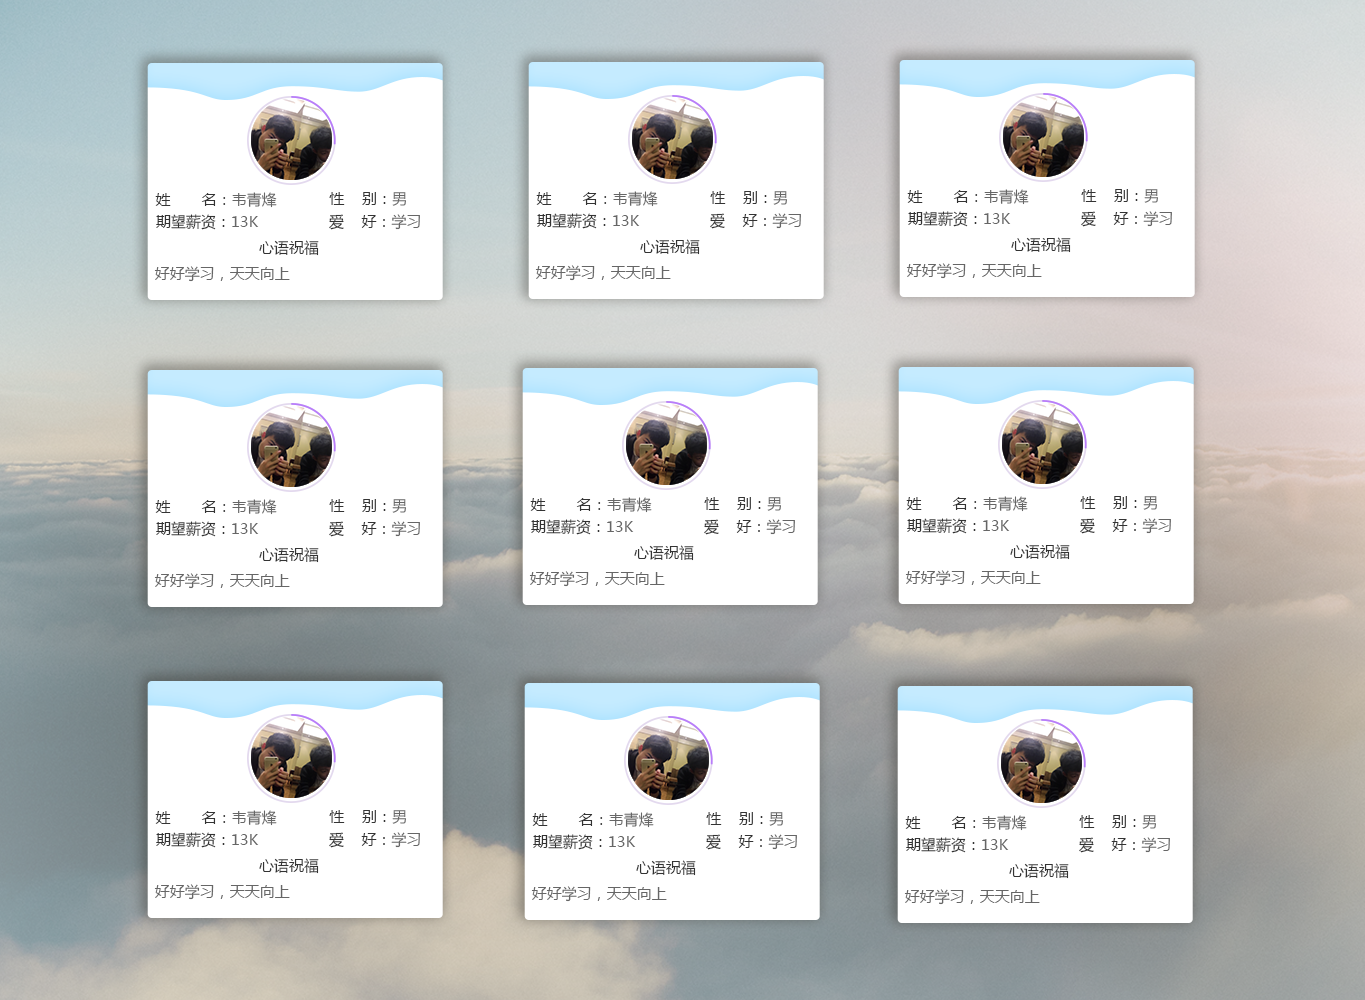 姓 名：韦青烽 性 别：男
期望薪资：13K 爱 好：学习
心语祝福
好好学习，天天向上
姓 名：韦青烽 性 别：男
期望薪资：13K 爱 好：学习
心语祝福
好好学习，天天向上
姓 名：韦青烽 性 别：男
期望薪资：13K 爱 好：学习
心语祝福
好好学习，天天向上
姓 名：韦青烽 性 别：男
期望薪资：13K 爱 好：学习
心语祝福
好好学习，天天向上
姓 名：韦青烽 性 别：男
期望薪资：13K 爱 好：学习
心语祝福
好好学习，天天向上
姓 名：韦青烽 性 别：男
期望薪资：13K 爱 好：学习
心语祝福
好好学习，天天向上
姓 名：韦青烽 性 别：男
期望薪资：13K 爱 好：学习
心语祝福
好好学习，天天向上
姓 名：韦青烽 性 别：男
期望薪资：13K 爱 好：学习
心语祝福
好好学习，天天向上
姓 名：韦青烽 性 别：男
期望薪资：13K 爱 好：学习
心语祝福
好好学习，天天向上